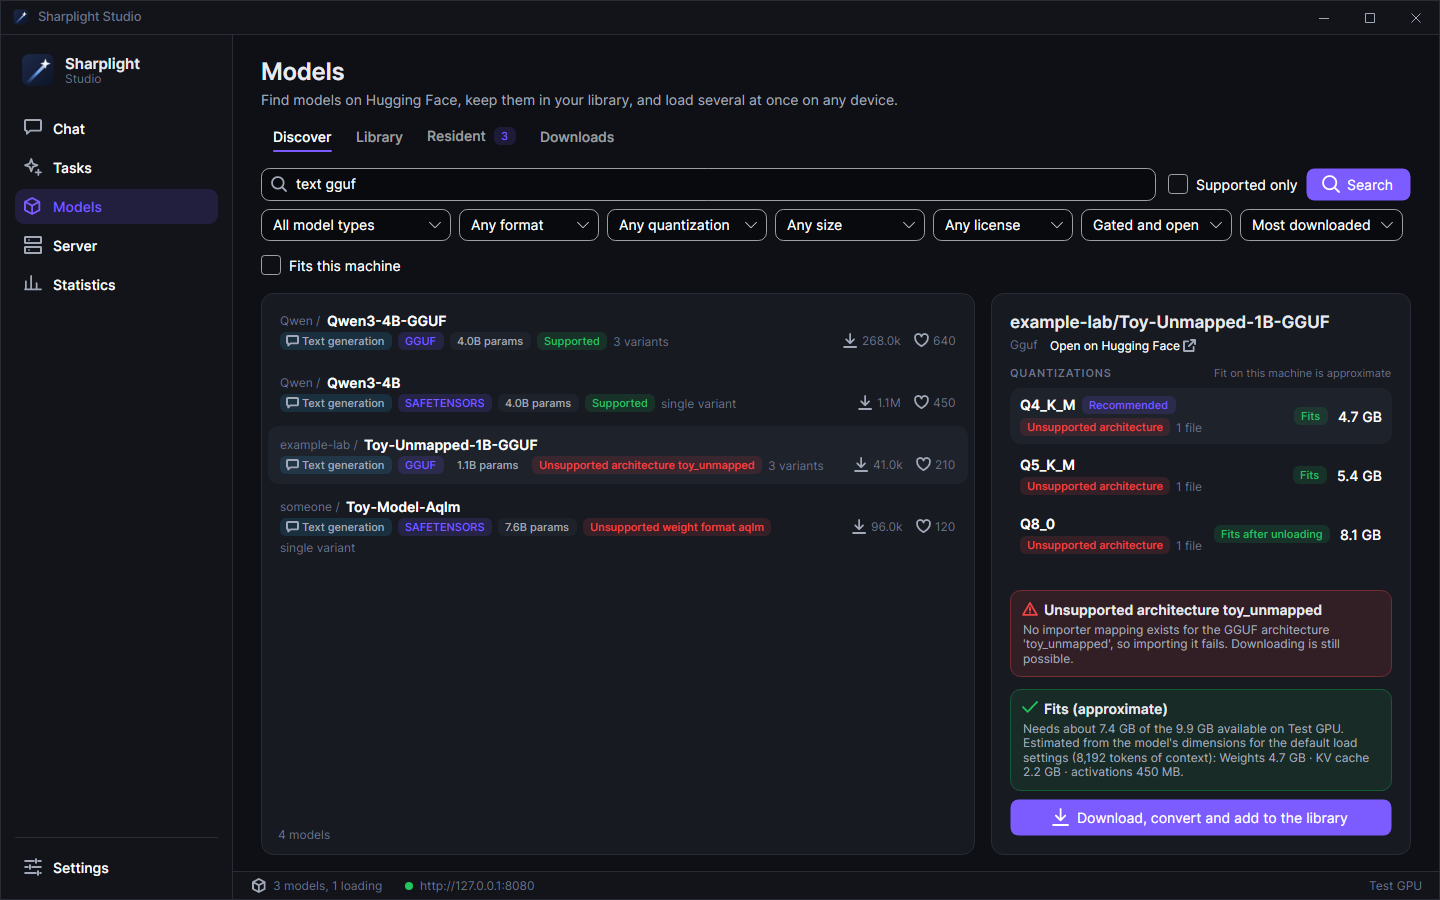 Sharplight Studio
Sharplight
Studio
Chat
Tasks
Models
Server
Statistics
Settings
Models
Find models on Hugging Face, keep them in your library, and load several at once on any device.
Discover Library Resident 3 Downloads
text gguf
Supported only
Search
All model types Any format Any quantization Any size Any license Gated and open Most downloaded
Fits this machine
Qwen / Qwen3-4B-GGUF
Text generation GGUF 4.0B params Supported 3 variants 268.0k 640
Qwen / Qwen3-4B
Text generation SAFETENSORS 4.0B params Supported single variant 1.1M 450
example-lab / Toy-Unmapped-1B-GGUF
Text generation GGUF 1.1B params Unsupported architecture toy_unmapped 3 variants 41.0k 210
someone / Toy-Model-Aqlm
Text generation SAFETENSORS 7.6B params Unsupported weight format aqlm 96.0k 120
single variant
4 models
example-lab/Toy-Unmapped-1B-GGUF
Gguf Open on Hugging Face
QUANTIZATIONS Fit on this machine is approximate
Q4_K_M Recommended
Unsupported architecture 1 file
Fits 4.7 GB
Q5_K_M
Unsupported architecture 1 file
Fits 5.4 GB
Q8_0
Unsupported architecture 1 file
Fits after unloading 8.1 GB
Unsupported architecture toy_unmapped
No importer mapping exists for the GGUF architecture
'toy_unmapped', so importing it fails. Downloading is still
possible.
Fits (approximate)
Needs about 7.4 GB of the 9.9 GB available on Test GPU.
Estimated from the model's dimensions for the default load
settings (8,192 tokens of context): Weights 4.7 GB · KV cache
2.2 GB · activations 450 MB.
Download, convert and add to the library
3 models, 1 loading http://127.0.0.1:8080 Test GPU